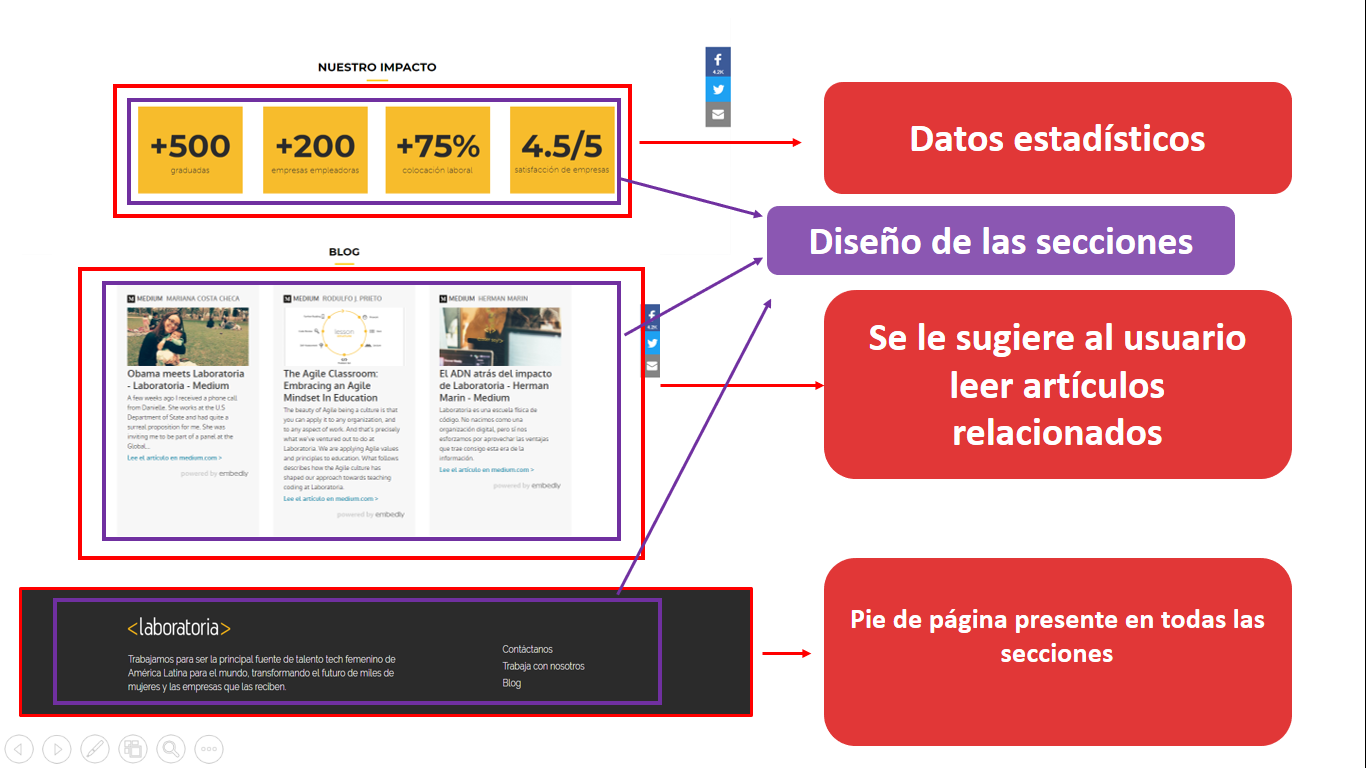 NUESTRO IMPACTO
+500
graduadas
+200
empresas empleadoras
+75%
colocación laboral
4.5/5
satisfacción de empresas
4.2K
Datos estadísticos
Diseño de las secciones
BLOG
MEDIUM MARIANA COSTA CHECA
Obama meets Laboratoria
- Laboratoria - Medium
A few weeks ago I received a phone call
from Danielle. She works at the U.S
Department of State and had quite a
surreal proposition for me. She was
inviting me to be part of a panel at the
Global...
Lee el artículo en medium.com >
powered by embedly
MEDIUM RODULFO J. PRIETO
lesson
The Agile Classroom:
Embracing an Agile
Mindset In Education
The beauty of Agile being a culture is that
you can apply it to any organization, and
to any aspect of work. And that's precisely
what we've ventured out to do at
Laboratoria. We are applying Agile values
and principles to education. What follows
describes how the Agile culture has
shaped our approach towards teaching
coding at Laboratoria.
Lee el artículo en medium.com >
powered by embedly
MEDIUM HERMAN MARIN
El ADN atrás del impacto
de Laboratoria - Herman
Marin - Medium
Laboratoria es una escuela física de
código. No nacimos como una
organización digital, pero sí nos
esforzamos por aprovechar las ventajas
que trae consigo esta era de la
información.
Lee el artículo en medium.com >
powered by embedly
4.2K
Se le sugiere al usuario
leer artículos
relacionados
<laboratoria>
Trabajamos para ser la principal fuente de talento tech femenino de
América Latina para el mundo, transformando el futuro de miles de
mujeres y las empresas que las reciben.
Contáctanos
Trabaja con nosotros
Blog
Pie de página presente en todas las
secciones